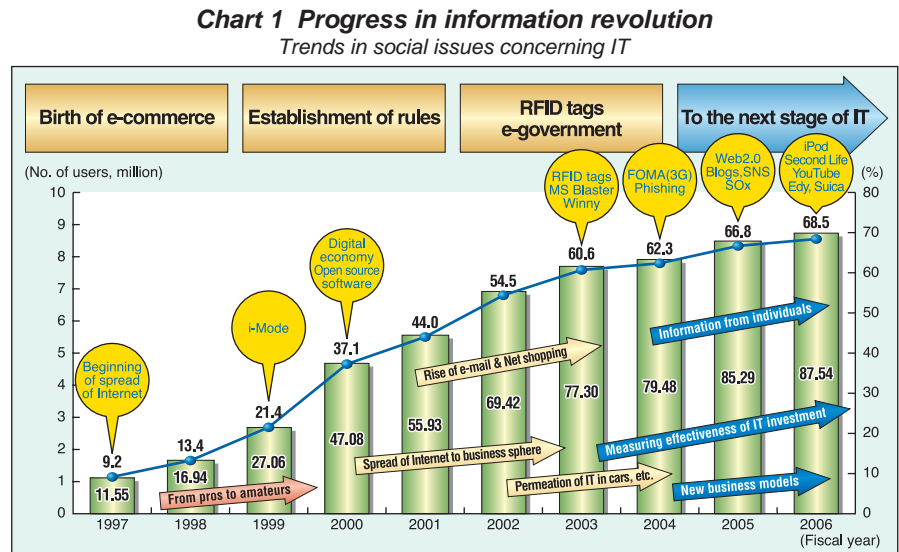 Chart 1 Progress in information revolution
Trends in social issues concerning IT
Birth of e-commerce
Establishment of rules
RFID tags
e-government
To the next stage of IT
(No. of users, million)
(%)
10
9
8
7
6
5
4
3
2
1
0
80
70
60
50
40
30
20
10
0
Beginning
of spread
of Internet
i-Mode
Digital
economy
Open source
software
RFID tags
MS Blaster
Winny
FOMA(3G)
Phishing
Web2.0
Blogs,SNS
SOx
iPod
Second Life
YouTube
Edy, Suica
9.2
13.4
21.4
37.1
44.0
54.5
60.6
62.3
66.8
68.5
11.55
16.94
27.06
47.08
55.93
69.42
77.30
79.48
85.29
87.54
From pros to amateurs
Rise of e-mail & Net shopping
Spread of Internet to business sphere
Permeation of IT in cars, etc.
Information from individuals
Measuring effectiveness of IT investment
New business models
1997
1998
1999
2000
2001
2002
2003
2004
2005
2006
(Fiscal year)